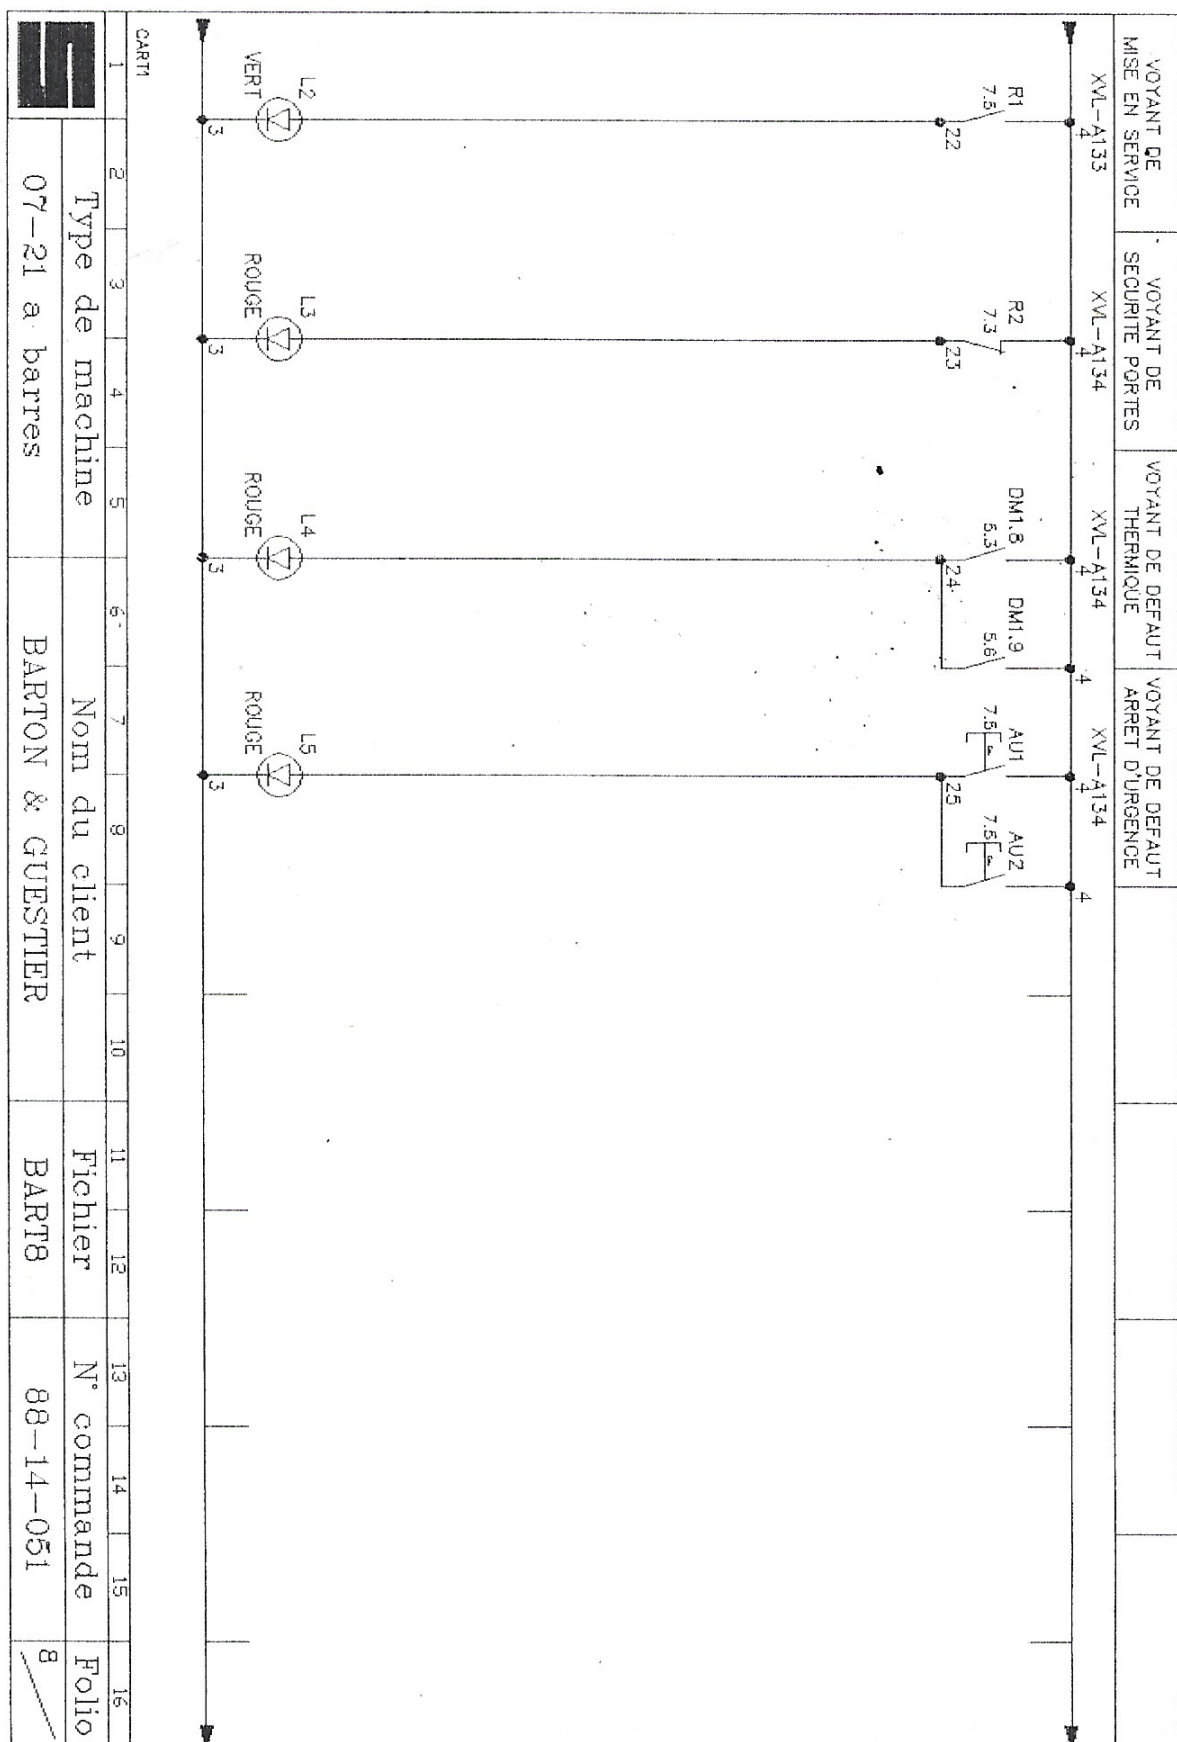 VOYANT DE
MISE EN SERVICE
VOYANT DE
SECURITE PORTES
VOYANT DE DEFAUT
THERMIQUE
VOYANT DE DEFAUT
ARRET D'URGENCE
XVL-A133
XVL-A134
XVL-A134
XVL-A134
4
4
4
4
4
4
R1
7.5
R2
7.3
DM1.8
5.3
DM1.9
5.6
AU1
7.5
AU2
7.5
22
23
24
25
L2
VERT
L3
ROUGE
L4
ROUGE
L5
ROUGE
3
3
3
3
CART1
1 2 3 4 5 6 7 8 9 10 11 12 13 14 15 16
Type de machine Nom du client Fichier N° commande Folio
07-21 a barres BARTON & GUESTIER BART8 88-14-051 8